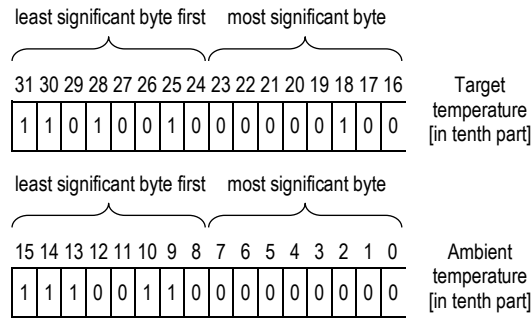 least significant byte first most significant byte
31 30 29 28 27 26 25 24 23 22 21 20 19 18 17 16
1 1 0 1 0 0 1 0 0 0 0 0 0 1 0 0
Target
temperature
[in tenth part]
least significant byte first most significant byte
15 14 13 12 11 10 9 8 7 6 5 4 3 2 1 0
1 1 1 0 0 1 1 0 0 0 0 0 0 0 0 0
Ambient
temperature
[in tenth part]